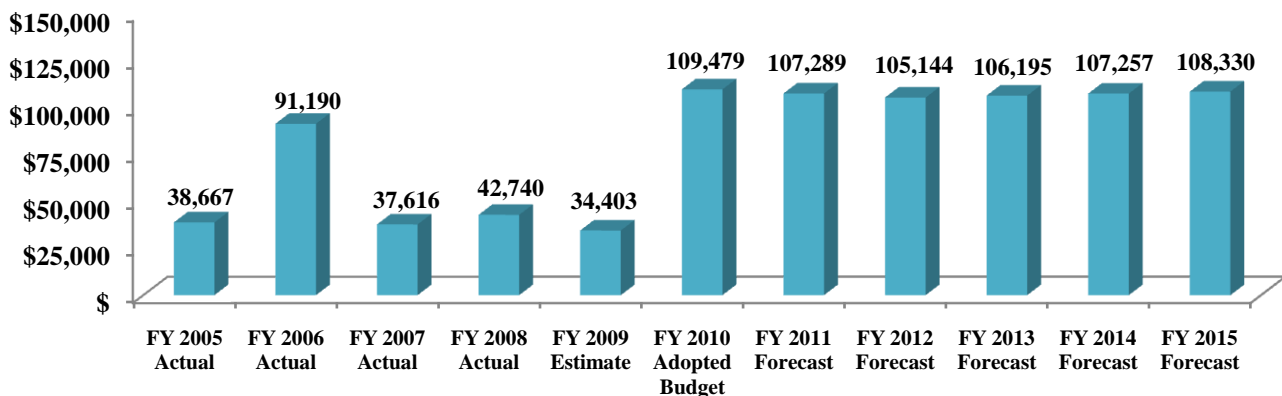 $150,000
$125,000
$100,000
$75,000
$50,000
$25,000
$
38,667
91,190
37,616
42,740
34,403
109,479
107,289
105,144
106,195
107,257
108,330
FY 2005
Actual
FY 2006
Actual
FY 2007
Actual
FY 2008
Actual
FY 2009
Estimate
FY 2010
Adopted
Budget
FY 2011
Forecast
FY 2012
Forecast
FY 2013
Forecast
FY 2014
Forecast
FY 2015
Forecast